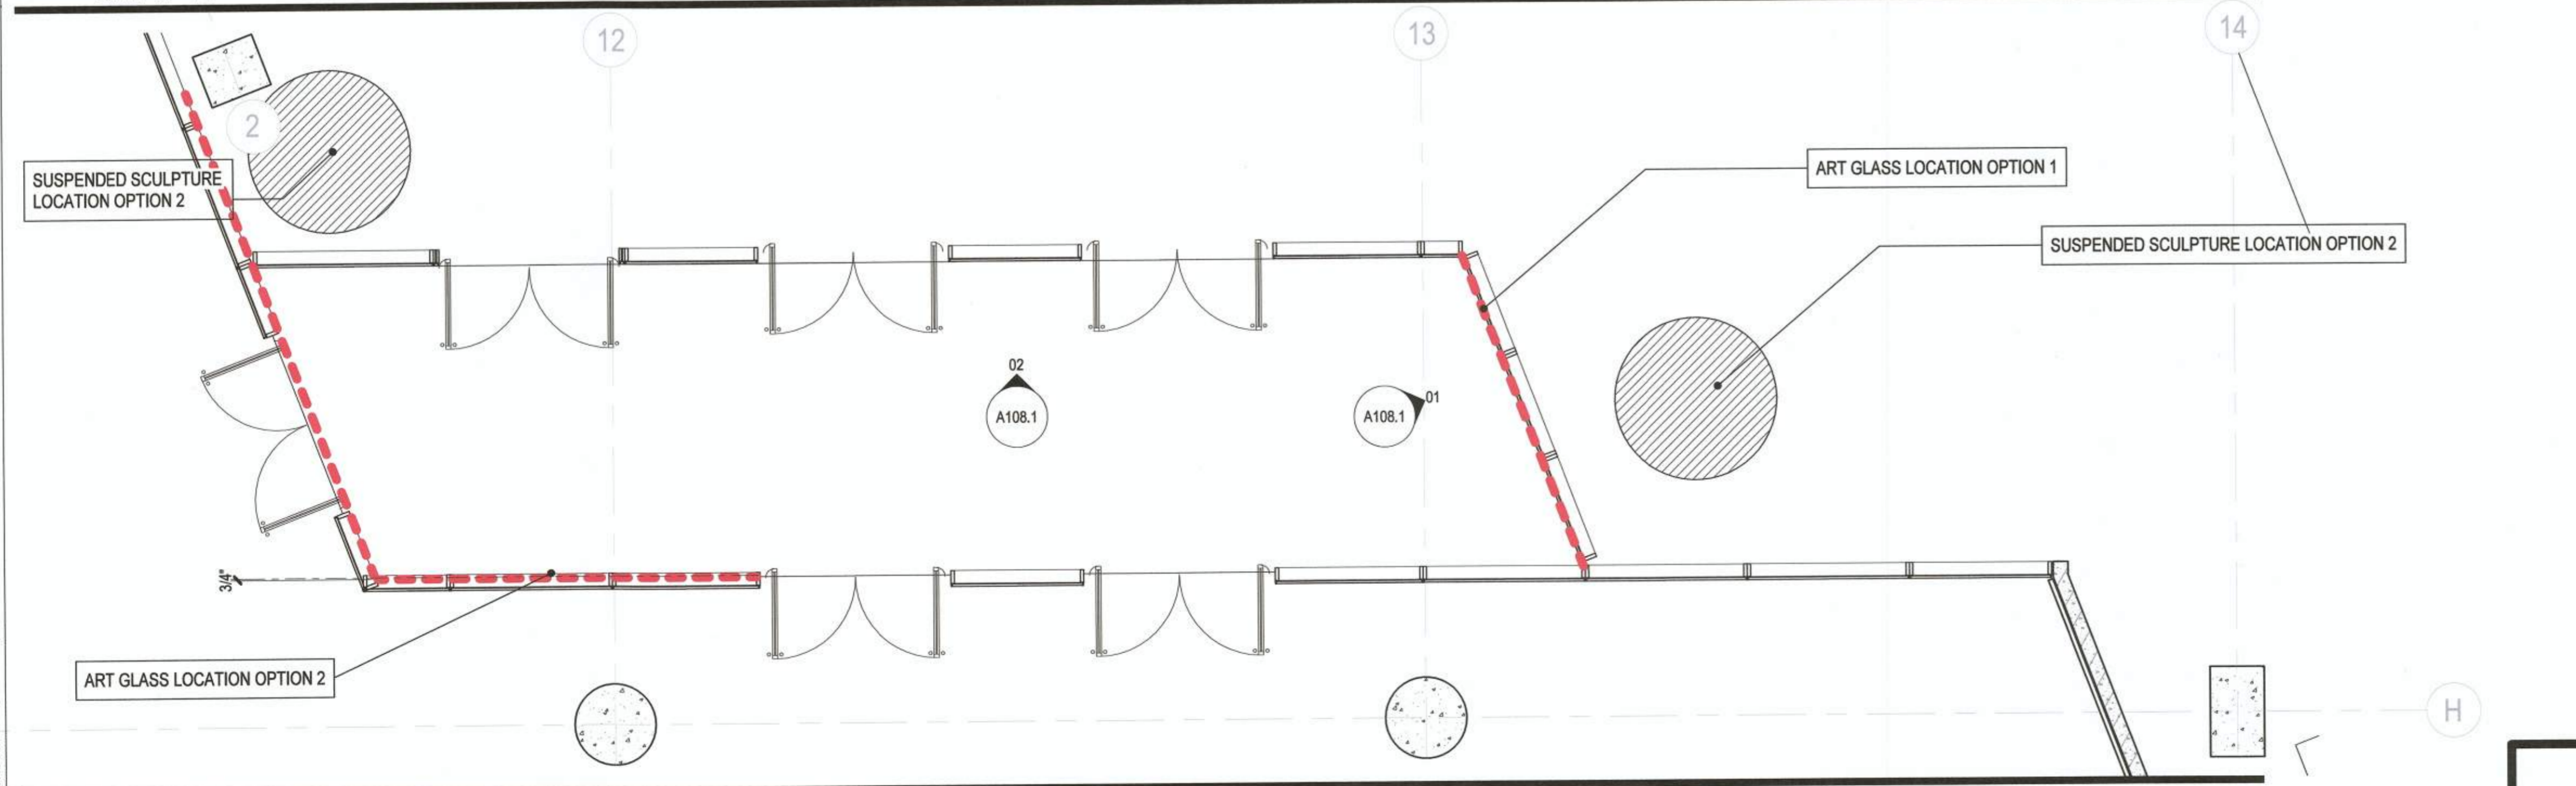 12
13
14
2
SUSPENDED SCULPTURE
LOCATION OPTION 2
ART GLASS LOCATION OPTION 1
SUSPENDED SCULPTURE LOCATION OPTION 2
02
A108.1
01
A108.1
3/4"
ART GLASS LOCATION OPTION 2
H